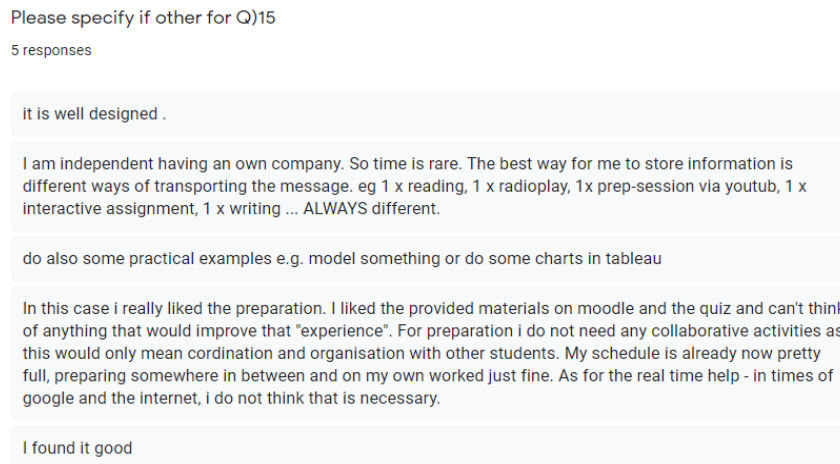 Please specify if other for Q)15
5 responses
it is well designed .
I am independent having an own company. So time is rare. The best way for me to store information is
different ways of transporting the message. eg 1 x reading, 1 x radioplay, 1x prep-session via youtub, 1 x
interactive assignment, 1 x writing ... ALWAYS different.
do also some practical examples e.g. model something or do some charts in tableau
In this case i really liked the preparation. I liked the provided materials on moodle and the quiz and can't think
of anything that would improve that "experience". For preparation i do not need any collaborative activities as
this would only mean cordination and organisation with other students. My schedule is already now pretty
full, preparing somewhere in between and on my own worked just fine. As for the real time help - in times of
google and the internet, i do not think that is necessary.
I found it good